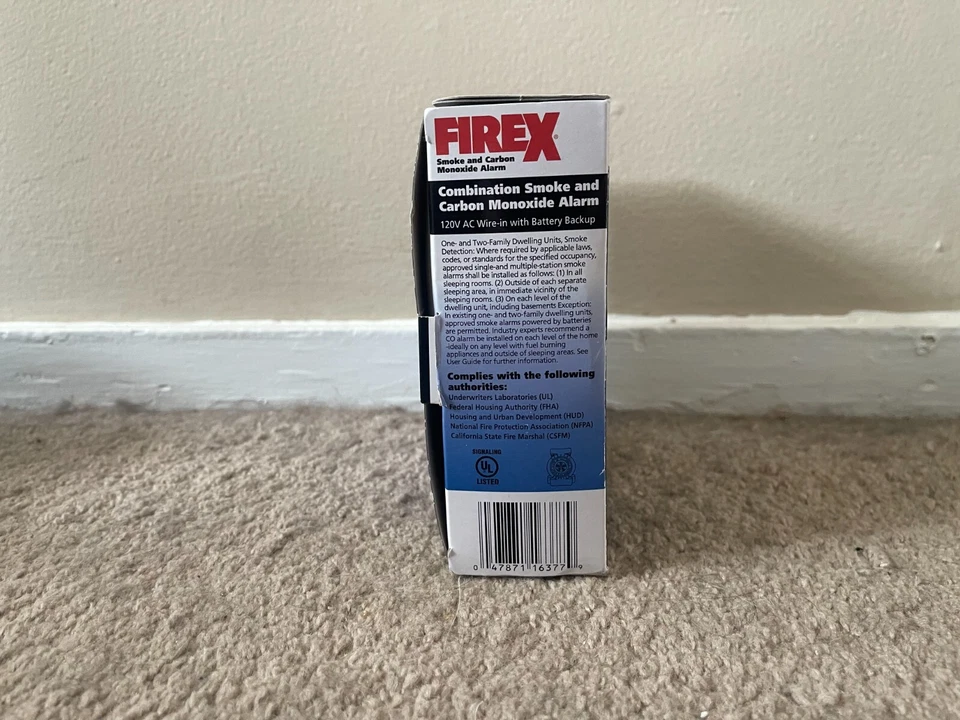 FIREX
Smoke and Carbon
Monoxide Alarm
Combination Smoke and
Carbon Monoxide Alarm
120V AC Wire-in with Battery Backup
One- and Two-Family Dwelling Units, Smoke
Detection: Where required by applicable laws,
codes, or standards for the specified occupancy,
approved single-and multiple-station smoke
alarms shall be installed as follows: (1) In all
sleeping rooms. (2) Outside of each separate
sleeping area, in immediate vicinity of the
sleeping rooms. (3) On each level of the
dwelling unit, including basements Exception:
In existing one- and two-family dwelling units,
approved smoke alarms powered by batteries
are permitted. Industry experts recommend a
CO alarm be installed on each level of the home
-ideally on any level with fuel burning
appliances and outside of sleeping areas. See
User Guide for further information.
Complies with the following
authorities:
Underwriters Laboratories (UL)
Federal Housing Authority (FHA)
Housing and Urban Development (HUD)
National Fire Protection Association (NFPA)
California State Fire Marshal (CSFM)
SIGNALING
UL
LISTED
0 47871 16377 9